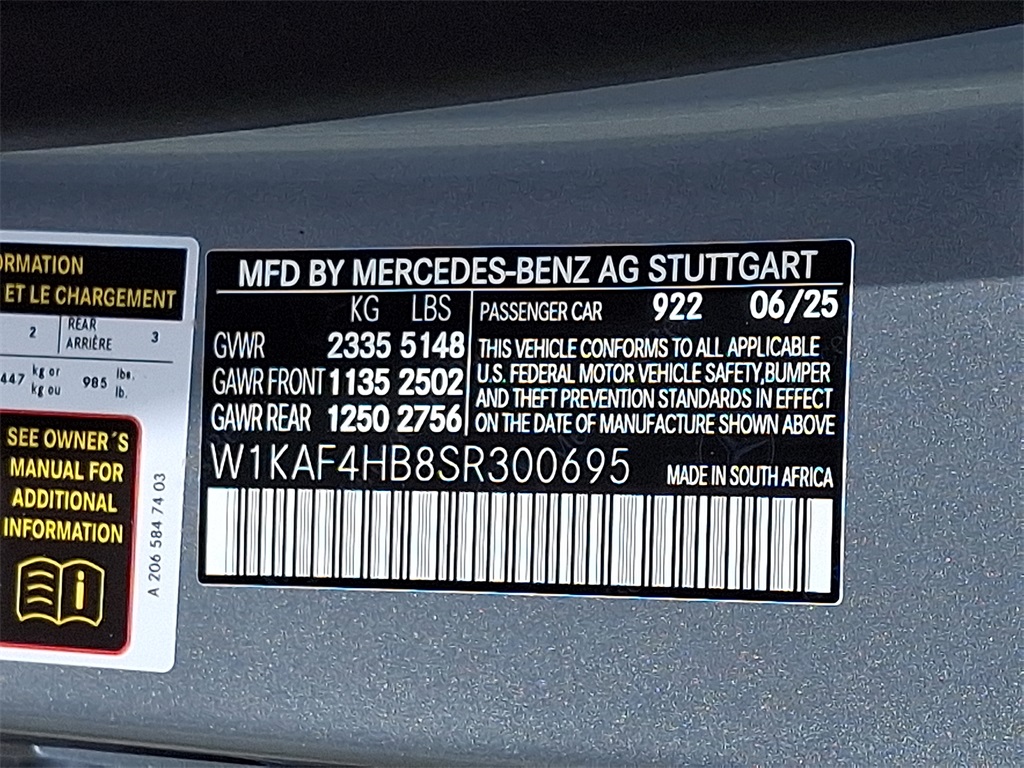 ORMATION
ET LE CHARGEMENT
2 REAR ARRIÈRE 3
447 kg or kg ou 985 lbs. lb.
SEE OWNER´S
MANUAL FOR
ADDITIONAL
INFORMATION
A 206 584 74 03
MFD BY MERCEDES-BENZ AG STUTTGART
KG LBS
GVWR 2335 5148
GAWR FRONT 1135 2502
GAWR REAR 1250 2756
PASSENGER CAR 922 06/25
THIS VEHICLE CONFORMS TO ALL APPLICABLE
U.S. FEDERAL MOTOR VEHICLE SAFETY,BUMPER
AND THEFT PREVENTION STANDARDS IN EFFECT
ON THE DATE OF MANUFACTURE SHOWN ABOVE
W1KAF4HB8SR300695
MADE IN SOUTH AFRICA